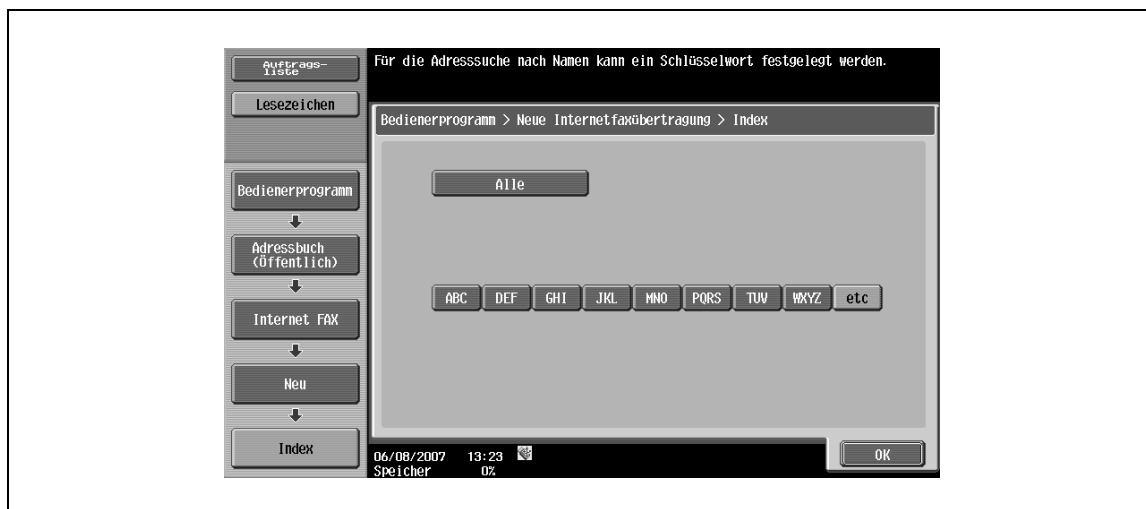 Auftrags-
liste
Lesezeichen
Für die Adresssuche nach Namen kann ein Schlüsselwort festgelegt werden.
Bedienerprogramm > Neue Internetfaxübertragung > Index
Alle
Bedienerprogramm
Adressbuch
(Öffentlich)
ABC DEF GHI JKL MNO PQRS TUV WXYZ etc
Internet FAX
Neu
Index
06/08/2007 13:23
Speicher 0%
OK